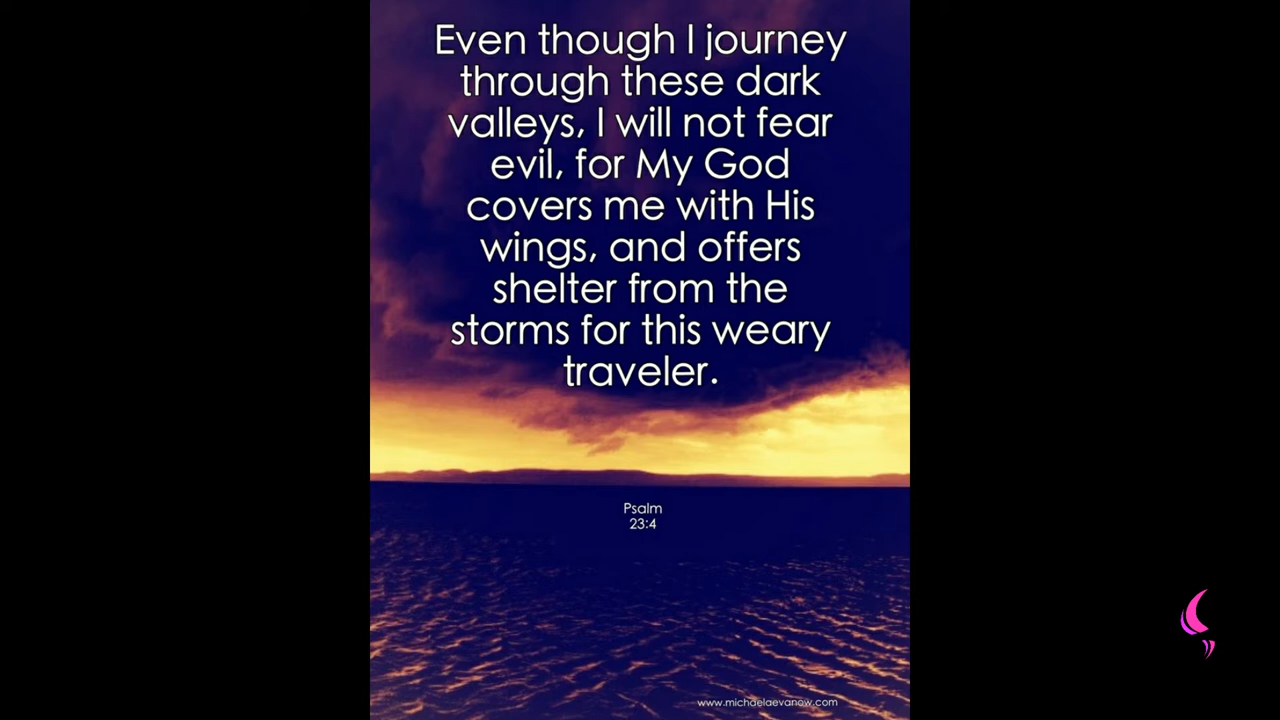 Even though I journey
through these dark
valleys, I will not fear
evil, for My God
covers me with His
wings, and offers
shelter from the
storms for this weary
traveler.
Psalm
23:4
www.michaelaevanow.com